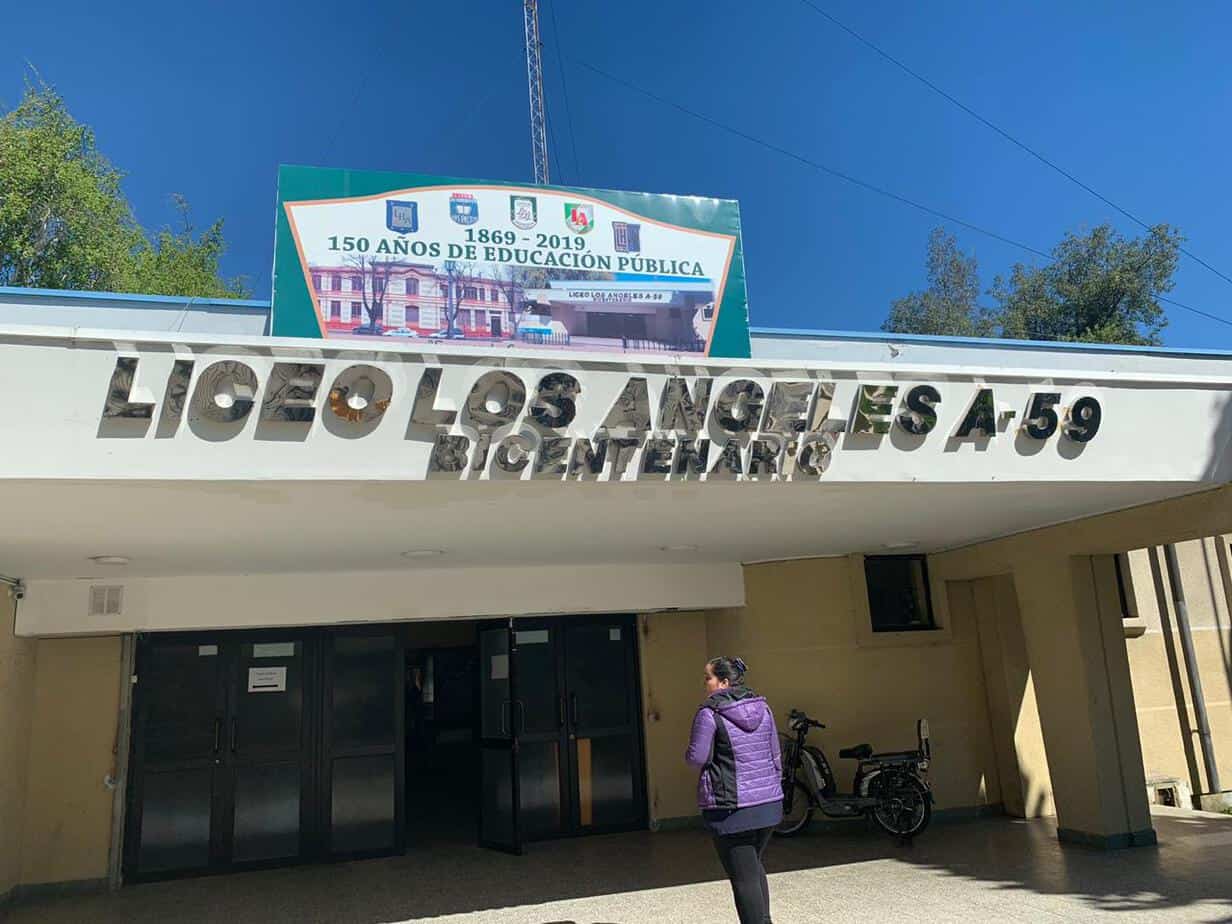 1869 - 2019
150 AÑOS DE EDUCACIÓN PÚBLICA
LICEO LOS ANGELES A-59
LICEO LOS ANGELES A-59
BICENTENARIO